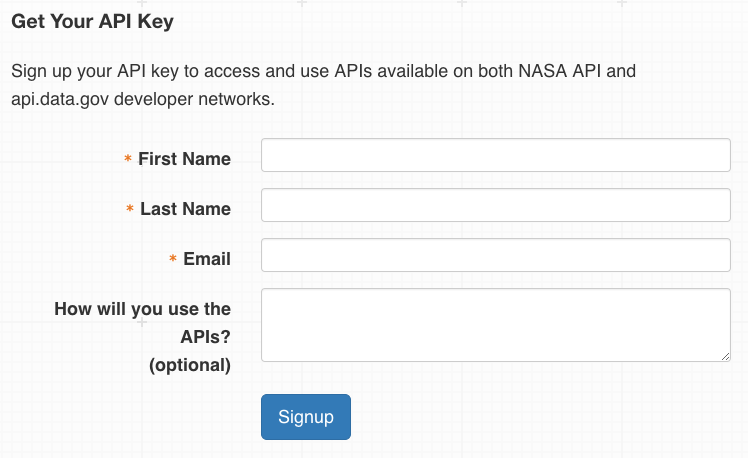 Get Your API Key
Sign up your API key to access and use APIs available on both NASA API and
api.data.gov developer networks.
* First Name
* Last Name
* Email
How will you use the
APIs?
(optional)
Signup